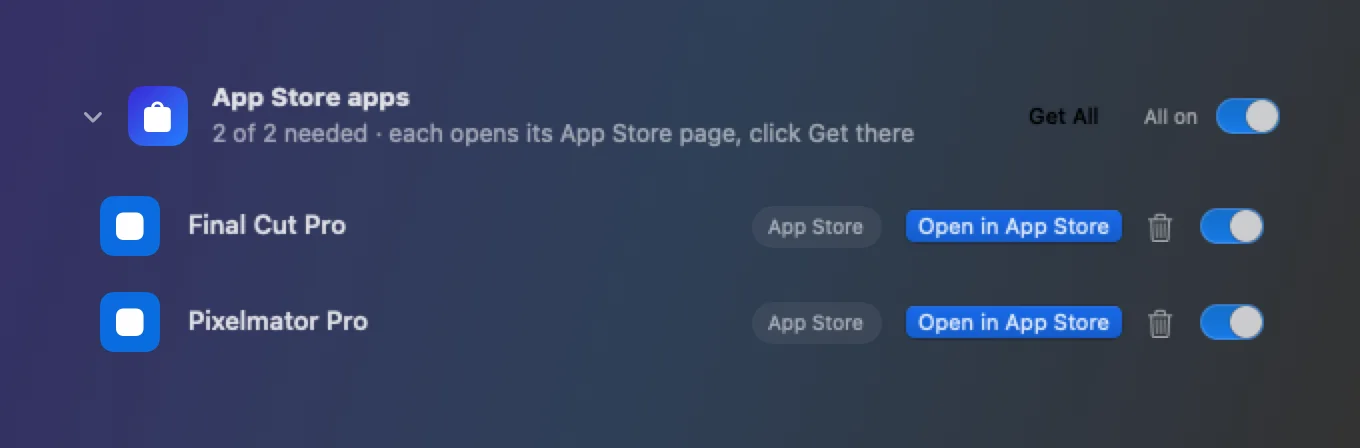 App Store apps
2 of 2 needed · each opens its App Store page, click Get there
Get All
All on
Final Cut Pro
App Store
Open in App Store
Pixelmator Pro
App Store
Open in App Store